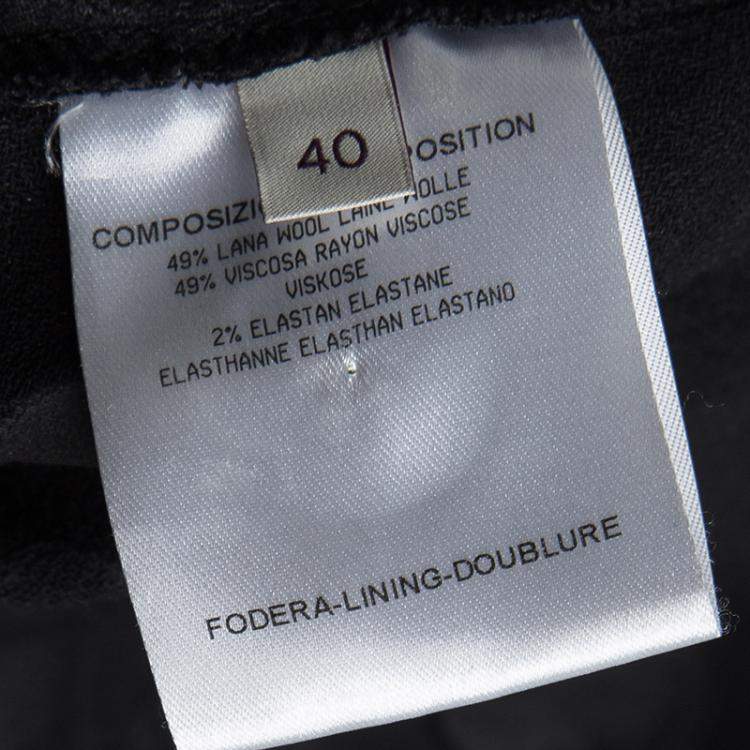 40
COMPOSIZI POSITION
49% LANA WOOL LAINE WOLLE
49% VISCOSA RAYON VISCOSE
VISKOSE
2% ELASTAN ELASTANE
ELASTHANNE ELASTHAN ELASTANO
FODERA-LINING-DOUBLURE